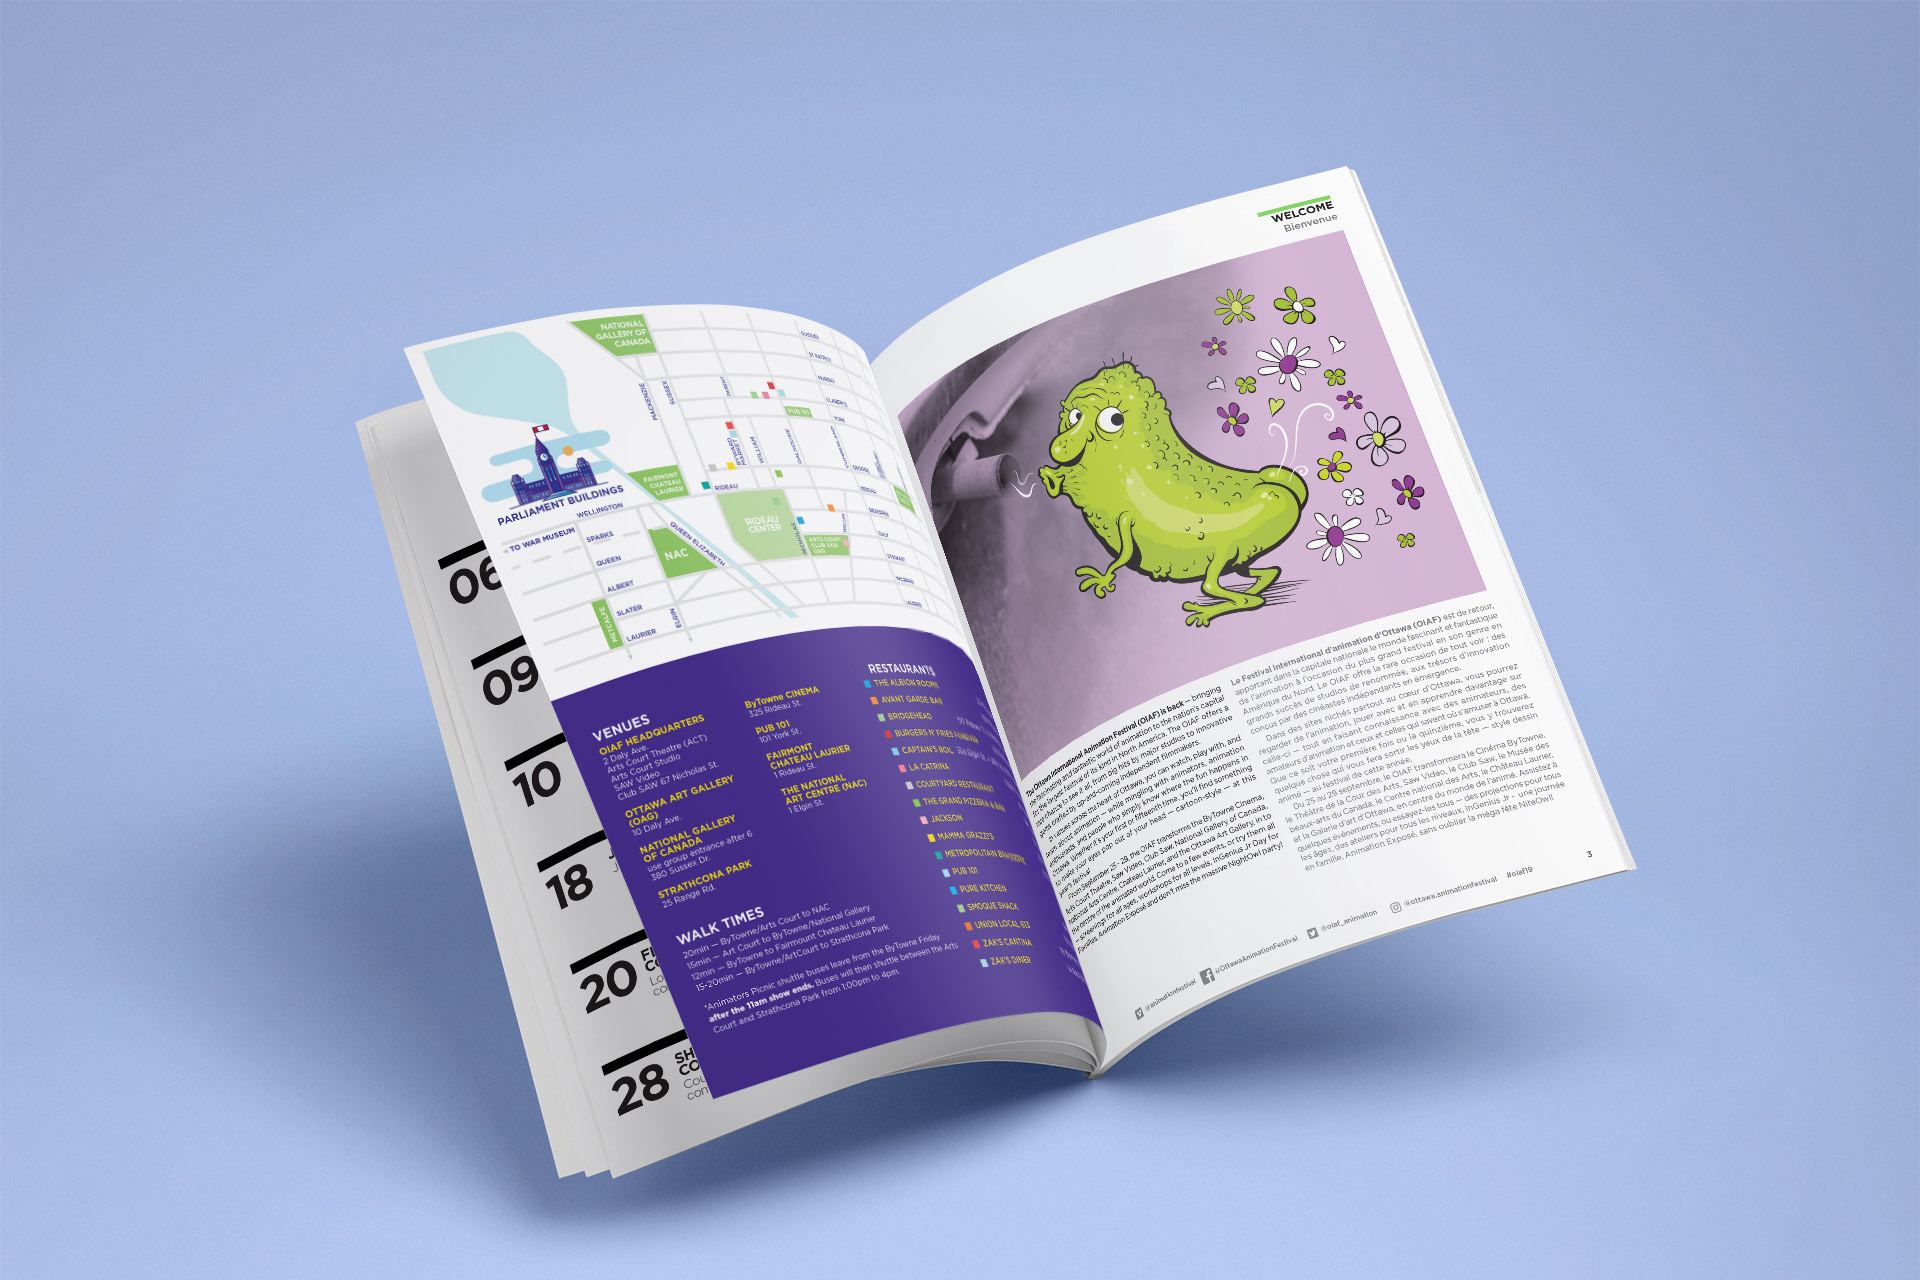 06
09
10
18
20
28
SH
CO
Cou
NATIONAL
GALLERY OF
CANADA
MACKENZIE
SUSSEX
ST PATRICK
MURRAY
CLARENCE
YORK
PUB 101
BYWARD
MARKET
WILLIAM
DALHOUSIE
GEORGE
RIDEAU
FAIRMONT
CHATEAU
LAURIER
PARLIAMENT BUILDINGS
WELLINGTON
TO WAR MUSEUM
SPARKS
QUEEN
ALBERT
SLATER
LAURIER
METCALFE
ELGIN
NAC
QUEEN ELIZABETH
RIDEAU
CENTER
NICHOLAS
ARTS COURT
CLUB SAW
OAG
DALY
STEWART
LAURIER
VENUES
OIAF HEADQUARTERS
2 Daly Ave.
Arts Court Theatre (ACT)
Arts Court Studio
SAW Video
Club SAW 67 Nicholas St.
OTTAWA ART GALLERY
(OAG)
10 Daly Ave.
NATIONAL GALLERY
OF CANADA
use group entrance after 6
380 Sussex Dr.
STRATHCONA PARK
25 Range Rd.
ByTowne CINEMA
325 Rideau St.
PUB 101
101 York St.
FAIRMONT
CHATEAU LAURIER
1 Rideau St.
THE NATIONAL
ART CENTRE (NAC)
1 Elgin St.
RESTAURANTS
THE ALBION ROOMS
AVANT GARDE BAR
BRIDGEHEAD
BURGERS N' FRIES
CAPTAIN'S BOIL
LA CATRINA
COURTYARD RESTAURANT
THE GRAND PIZZERIA & BAR
JACKSON
MAMMA GRAZZI'S
METROPOLITAIN BRASSERIE
PUB 101
PURE KITCHEN
SMOQUE SHACK
UNION LOCAL 613
ZAK'S CANTINA
ZAK'S DINER
WALK TIMES
20min — ByTowne/Arts Court to NAC
15min — Art Court to ByTowne/National Gallery
12min — ByTowne to Fairmont Chateau Laurier
15-20min — ByTowne/ArtCourt to Strathcona Park
*Animators Picnic shuttle buses leave from the ByTowne Friday
after the 11am show ends. Buses will then shuttle between the Arts
Court and Strathcona Park from 1:00pm to 4pm.
WELCOME
Bienvenue
The Ottawa International Animation Festival (OIAF) is back — bringing
the fascinating and fantastic world of animation to the nation's capital
for the largest festival of its kind in North America. The OIAF offers a
rare chance to see it all, from big hits by major studios to innovative
gems crafted by up-and-coming independent filmmakers.
In venues across the heart of Ottawa, you can watch, play with, and
learn about animation — while mingling with animators, animation
enthusiasts, and people who simply know where the fun happens in
Ottawa. Whether it's your first or fifteenth time, you'll find something
to make your eyes pop out of your head — cartoon-style — at this
year's festival.
From September 25 - 29, the OIAF transforms the ByTowne Cinema,
Arts Court Theatre, Saw Video, Club Saw, National Gallery of Canada,
National Arts Centre, Chateau Laurier, and the Ottawa Art Gallery, in to
the centre of the animated world. Come to a few events, or try them all
— screenings for all ages, workshops for all levels, InGenius Jr Day for
Families, Animation Exposé and don't miss the massive NightOwl party!
Le Festival international d'animation d'Ottawa (OIAF) est de retour,
apportant dans la capitale nationale le monde fascinant et fantastique
de l'animation à l'occasion du plus grand festival en son genre en
Amérique du Nord. Le OIAF offre la rare occasion de tout voir : des
grands succès de studios de renommée, aux trésors d'innovation
conçus par des cinéastes indépendants en émergence.
Dans des sites nichés partout au cœur d'Ottawa, vous pourrez
regarder de l'animation, jouer avec et en apprendre davantage sur
celle-ci — tout en faisant connaissance avec des animateurs, des
amateurs d'animation et ceux et celles qui savent où s'amuser à Ottawa.
Que ce soit votre première fois ou la quinzième, vous y trouverez
quelque chose qui vous fera sortir les yeux de la tête — style dessin
animé — au festival de cette année.
Du 25 au 29 septembre, le OIAF transformera le Cinéma ByTowne,
le Théâtre de la Cour des Arts, Saw Video, le Club Saw, le Musée des
beaux-arts du Canada, le Centre national des Arts, le Château Laurier,
et la Galerie d'art d'Ottawa, en centre du monde de l'animé. Assistez à
quelques événements, ou essayez-les tous — des projections pour tous
les âges, des ateliers pour tous les niveaux, InGenius Jr - une journée
en famille, Animation Exposé, sans oublier la méga fête NiteOwl!
3
@animationfestival @OttawaAnimationFestival @oiaf_animation @ottawa.animationfestival #oiaf19